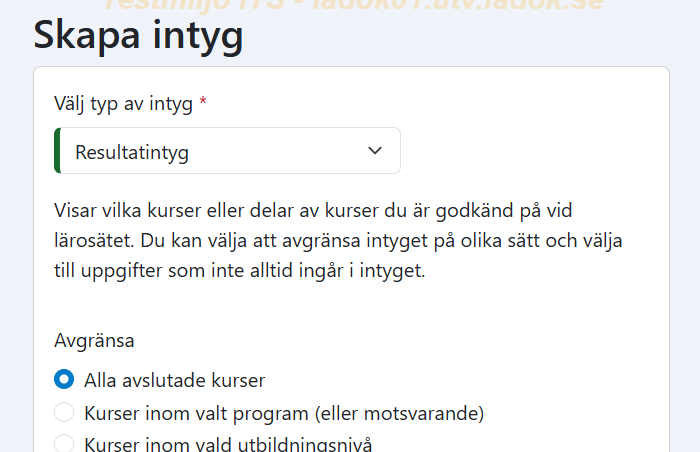 Testmiljö IT3 - ladok01.utv.ladok.se
Skapa intyg
Välj typ av intyg *
Resultatintyg
Visar vilka kurser eller delar av kurser du är godkänd på vid
lärosätet. Du kan välja att avgränsa intyget på olika sätt och välja
till uppgifter som inte alltid ingår i intyget.
Avgränsa
Alla avslutade kurser
Kurser inom valt program (eller motsvarande)
Kurser inom vald utbildningsnivå